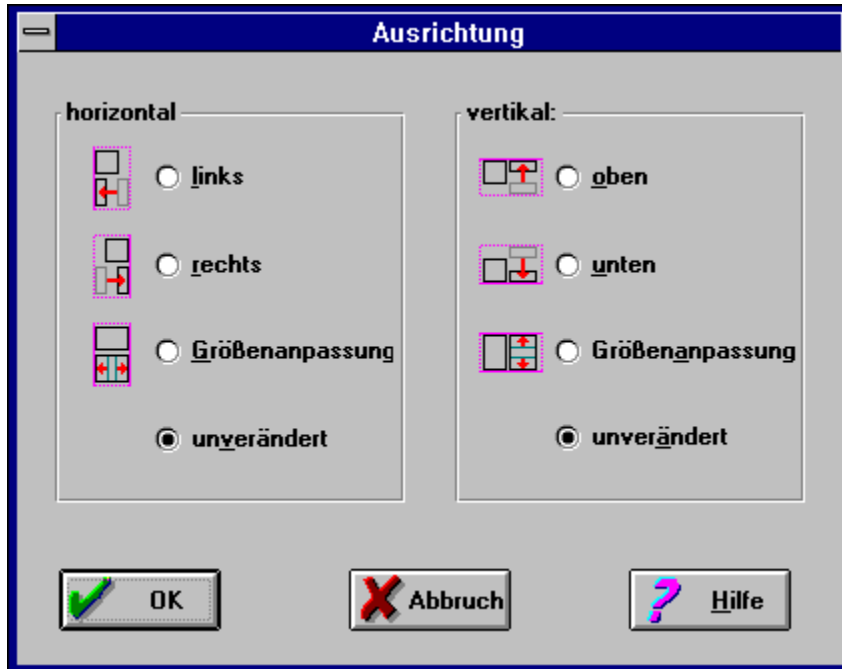 Ausrichtung
horizontal
links
rechts
Größenanpassung
unverändert
vertikal:
oben
unten
Größenanpassung
unverändert
OK
Abbruch
Hilfe